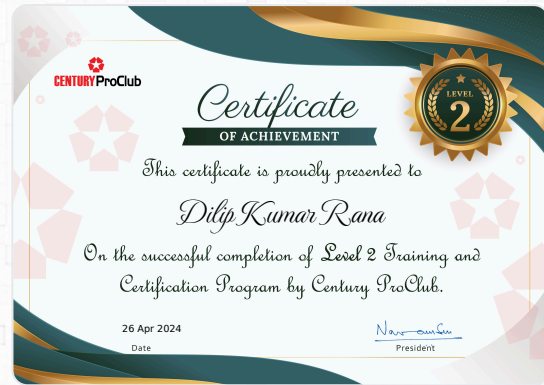 CENTURY ProClub
Certificate
OF ACHIEVEMENT
LEVEL
2
This certificate is proudly presented to
Dilip Kumar Rana
On the successful completion of Level 2 Training and
Certification Program by Century ProClub.
26 Apr 2024
Date
President